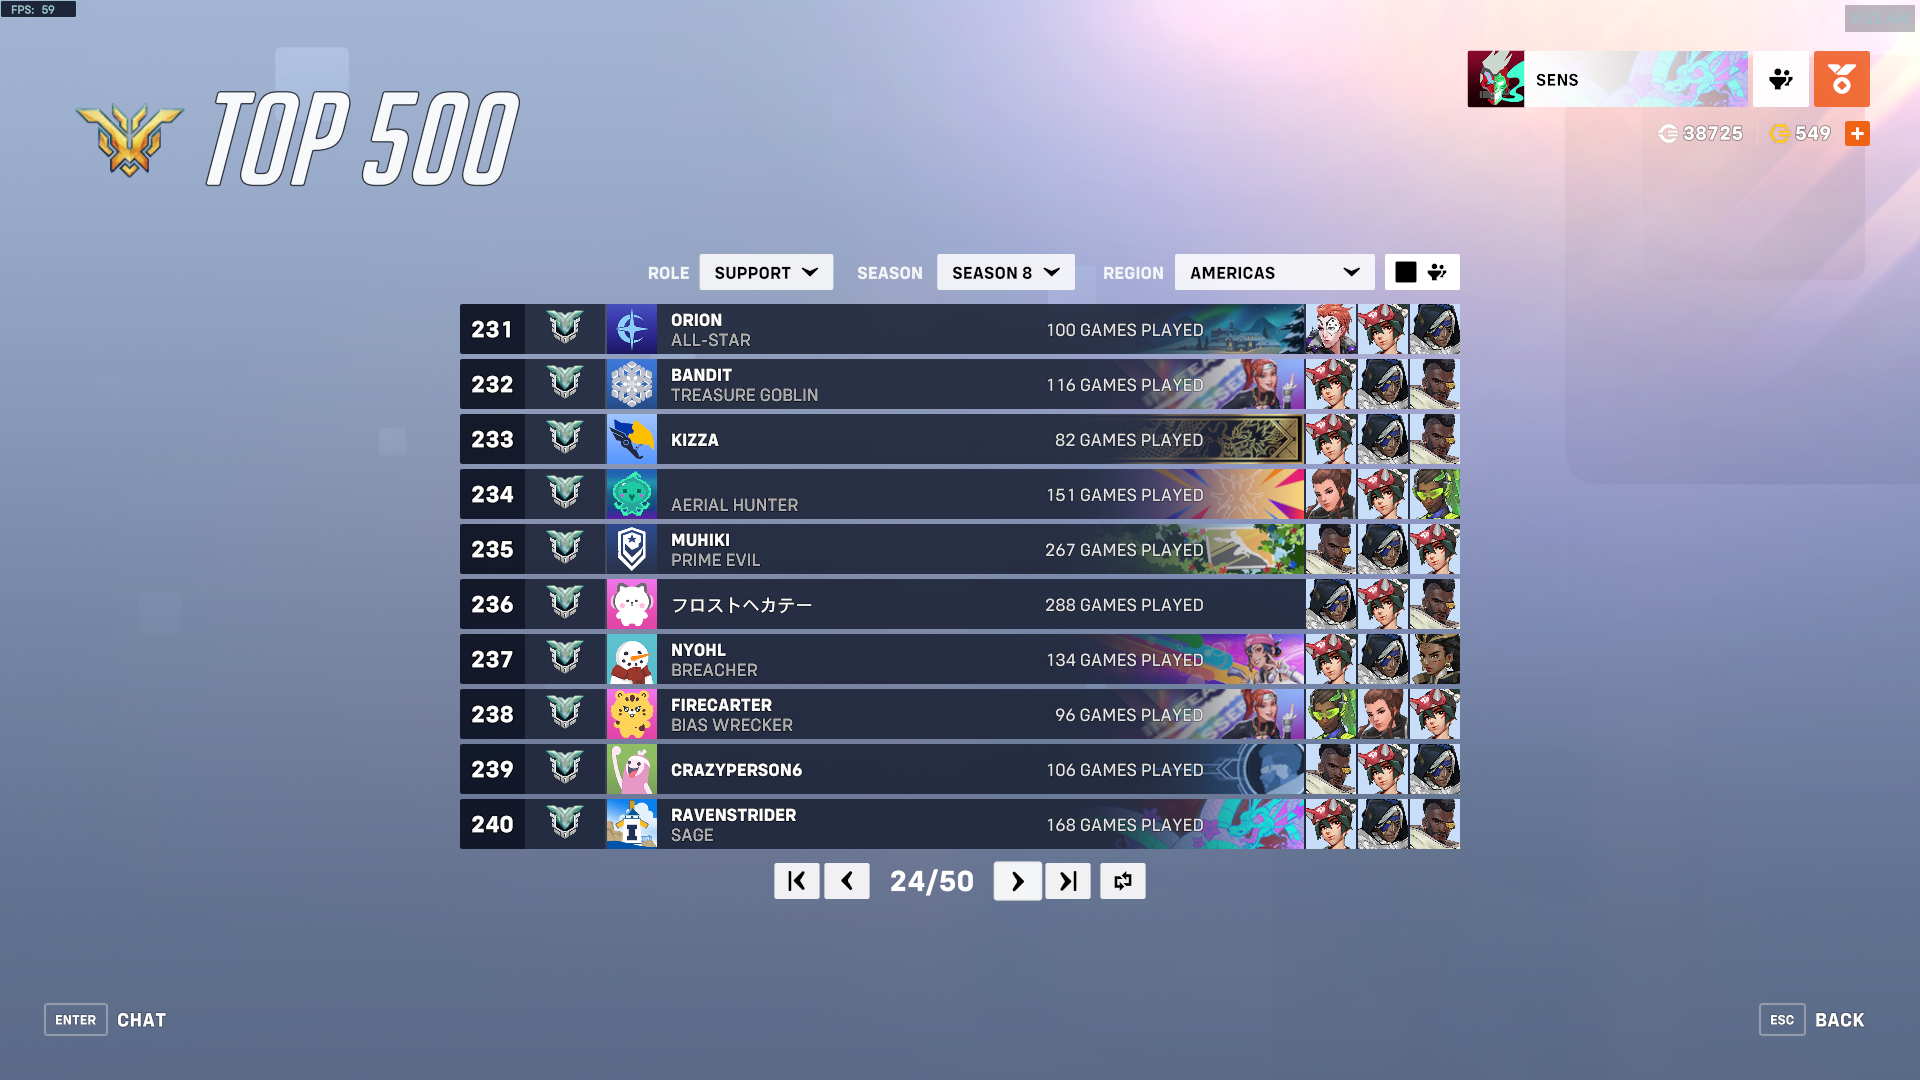 FPS: 59
TOP 500
SENS
38725
549
ROLE SUPPORT SEASON SEASON 8 REGION AMERICAS
231 ORION 100 GAMES PLAYED
ALL-STAR
232 BANDIT 116 GAMES PLAYED
TREASURE GOBLIN
233 KIZZA 82 GAMES PLAYED
234 AERIAL HUNTER 151 GAMES PLAYED
235 MUHIKI 267 GAMES PLAYED
PRIME EVIL
236 フロストヘカテー 288 GAMES PLAYED
237 NYOHL 134 GAMES PLAYED
BREACHER
238 FIRECARTER 96 GAMES PLAYED
BIAS WRECKER
239 CRAZYPERSON6 106 GAMES PLAYED
240 RAVENSTRIDER 168 GAMES PLAYED
SAGE
24/50
ENTER CHAT
ESC BACK